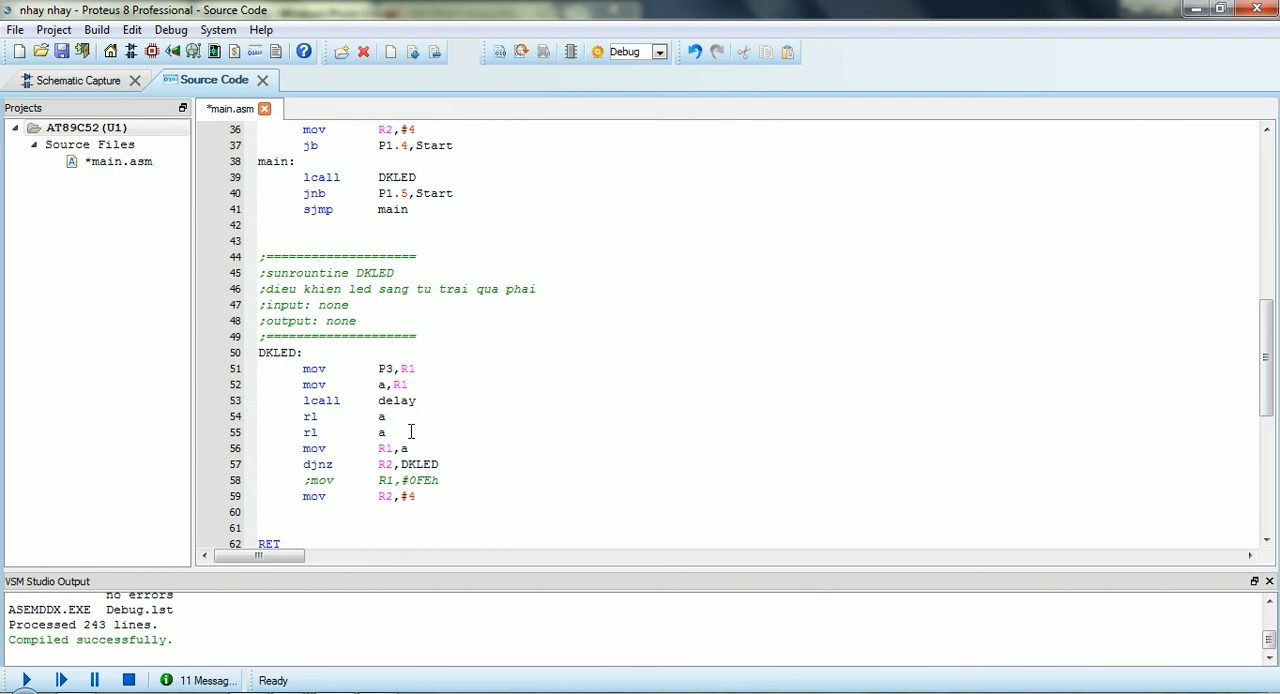 nhay nhay - Proteus 8 Professional - Source Code
File Project Build Edit Debug System Help
Debug
Schematic Capture Source Code
Projects
*main.asm
AT89C52(U1)
Source Files
*main.asm
36 mov R2,#4
37 jb P1.4,Start
38 main:
39 lcall DKLED
40 jnb P1.5,Start
41 sjmp main
42
43
44 ;====================
45 ;sunrountine DKLED
46 ;dieu khien led sang tu trai qua phai
47 ;input: none
48 ;output: none
49 ;====================
50 DKLED:
51 mov P3,R1
52 mov a,R1
53 lcall delay
54 rl a
55 rl a
56 mov R1,a
57 djnz R2,DKLED
58 ;mov R1,#0FEh
59 mov R2,#4
60
61
62 RET
VSM Studio Output
no errors
ASEMDDX.EXE Debug.lst
Processed 243 lines.
Compiled successfully.
11 Messag... Ready